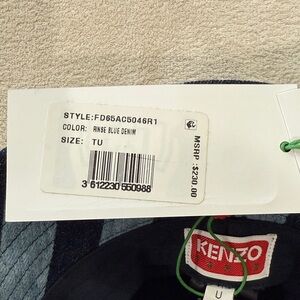 STYLE:FD65AC5046R1
COLOR: RINSE BLUE DENIM
SIZE: TU
3 612230 550988
MSRP :$230.00
KENZO
U